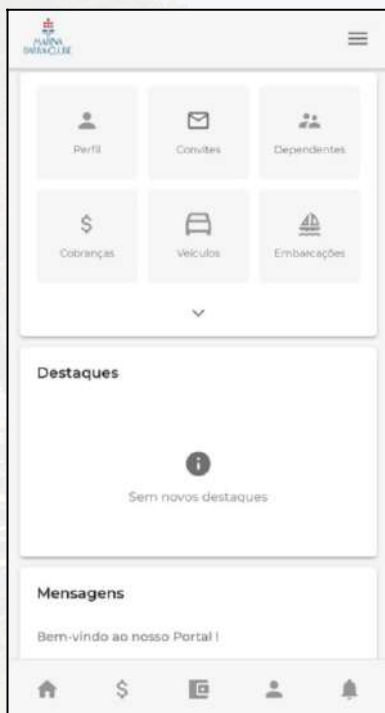 MARINA
BARRA CLUBE
Perfil
Convites
Dependentes
Cobranças
Veículos
Embarcações
Destaques
Sem novos destaques
Mensagens
Bem-vindo ao nosso Portal !